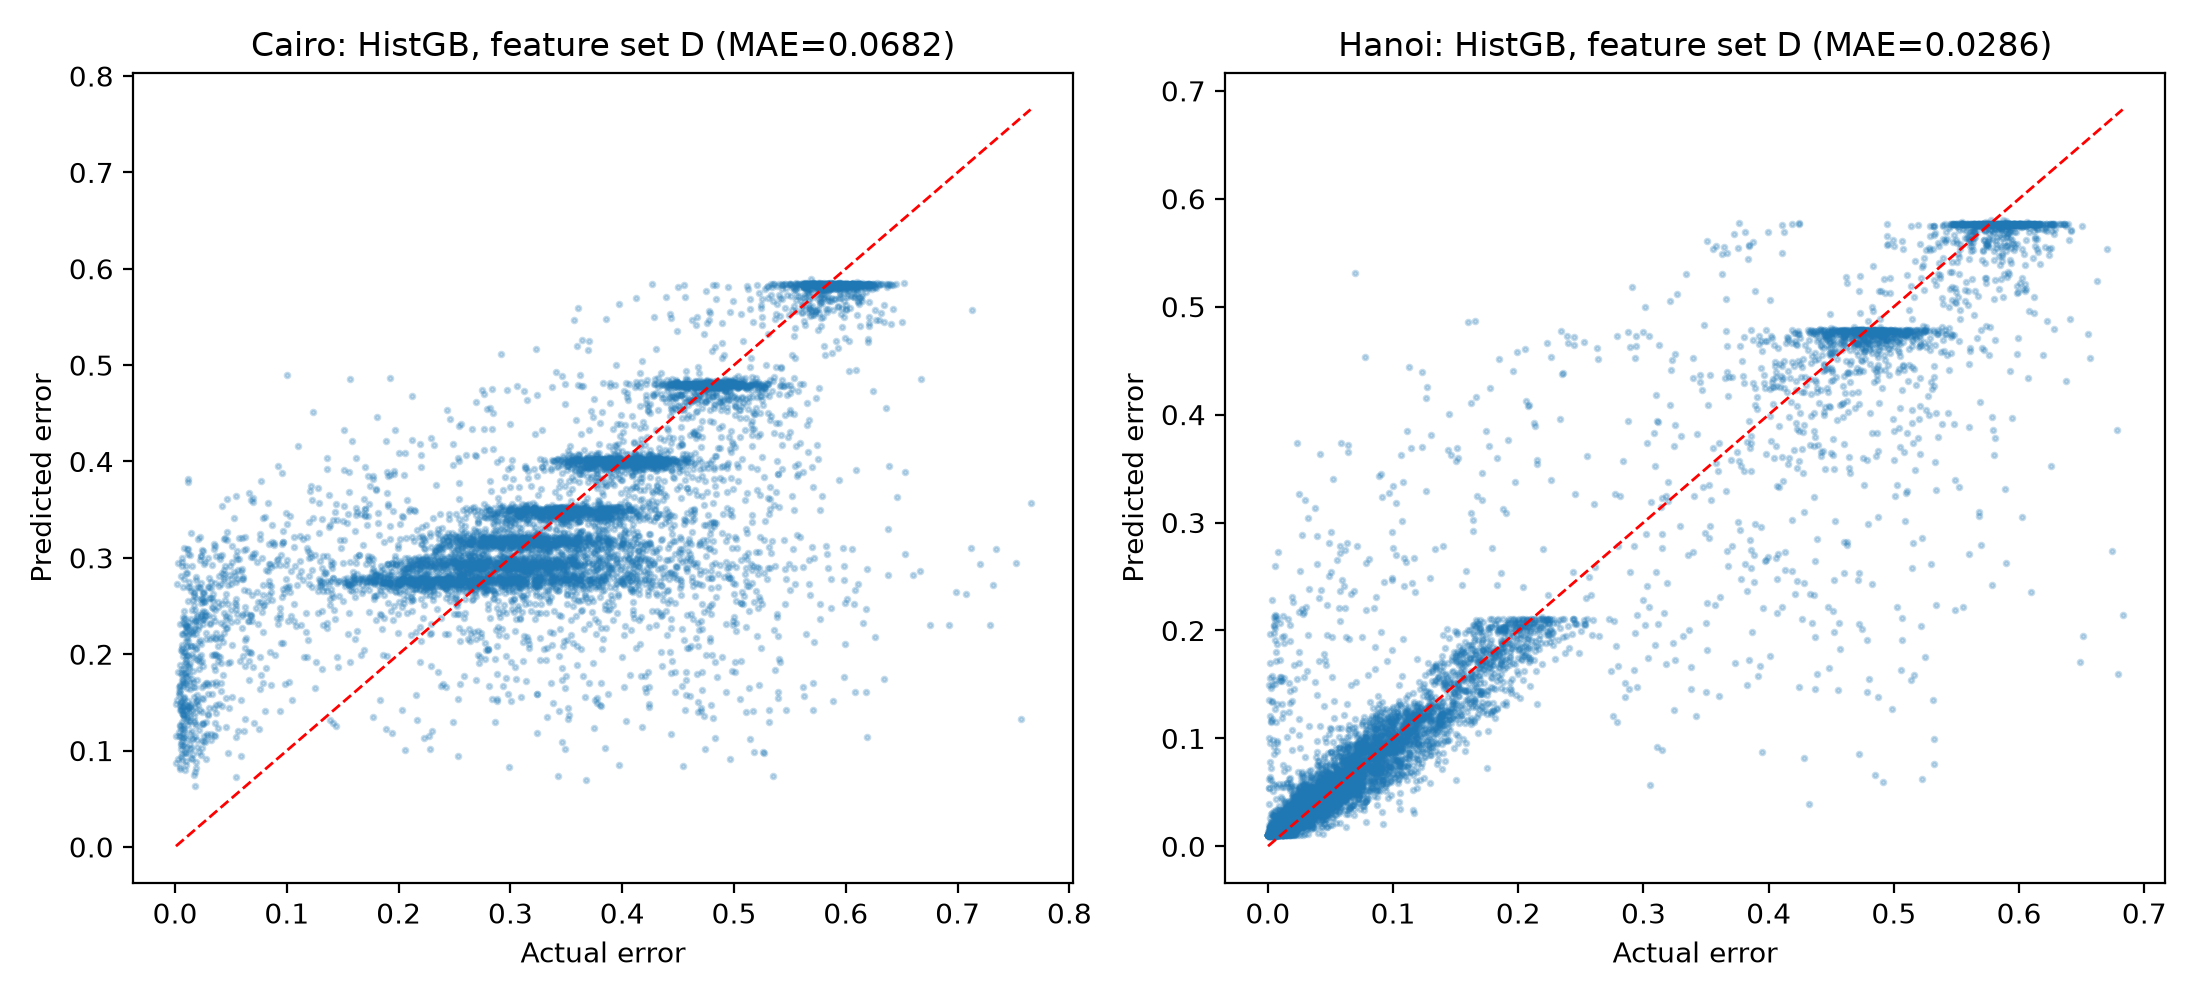 Cairo: HistGB, feature set D (MAE=0.0682)
0.8
0.7
0.6
0.5
0.4
0.3
0.2
0.1
0.0
Predicted error
0.0 0.1 0.2 0.3 0.4 0.5 0.6 0.7 0.8
Actual error
Hanoi: HistGB, feature set D (MAE=0.0286)
0.7
0.6
0.5
0.4
0.3
0.2
0.1
0.0
Predicted error
0.0 0.1 0.2 0.3 0.4 0.5 0.6 0.7
Actual error